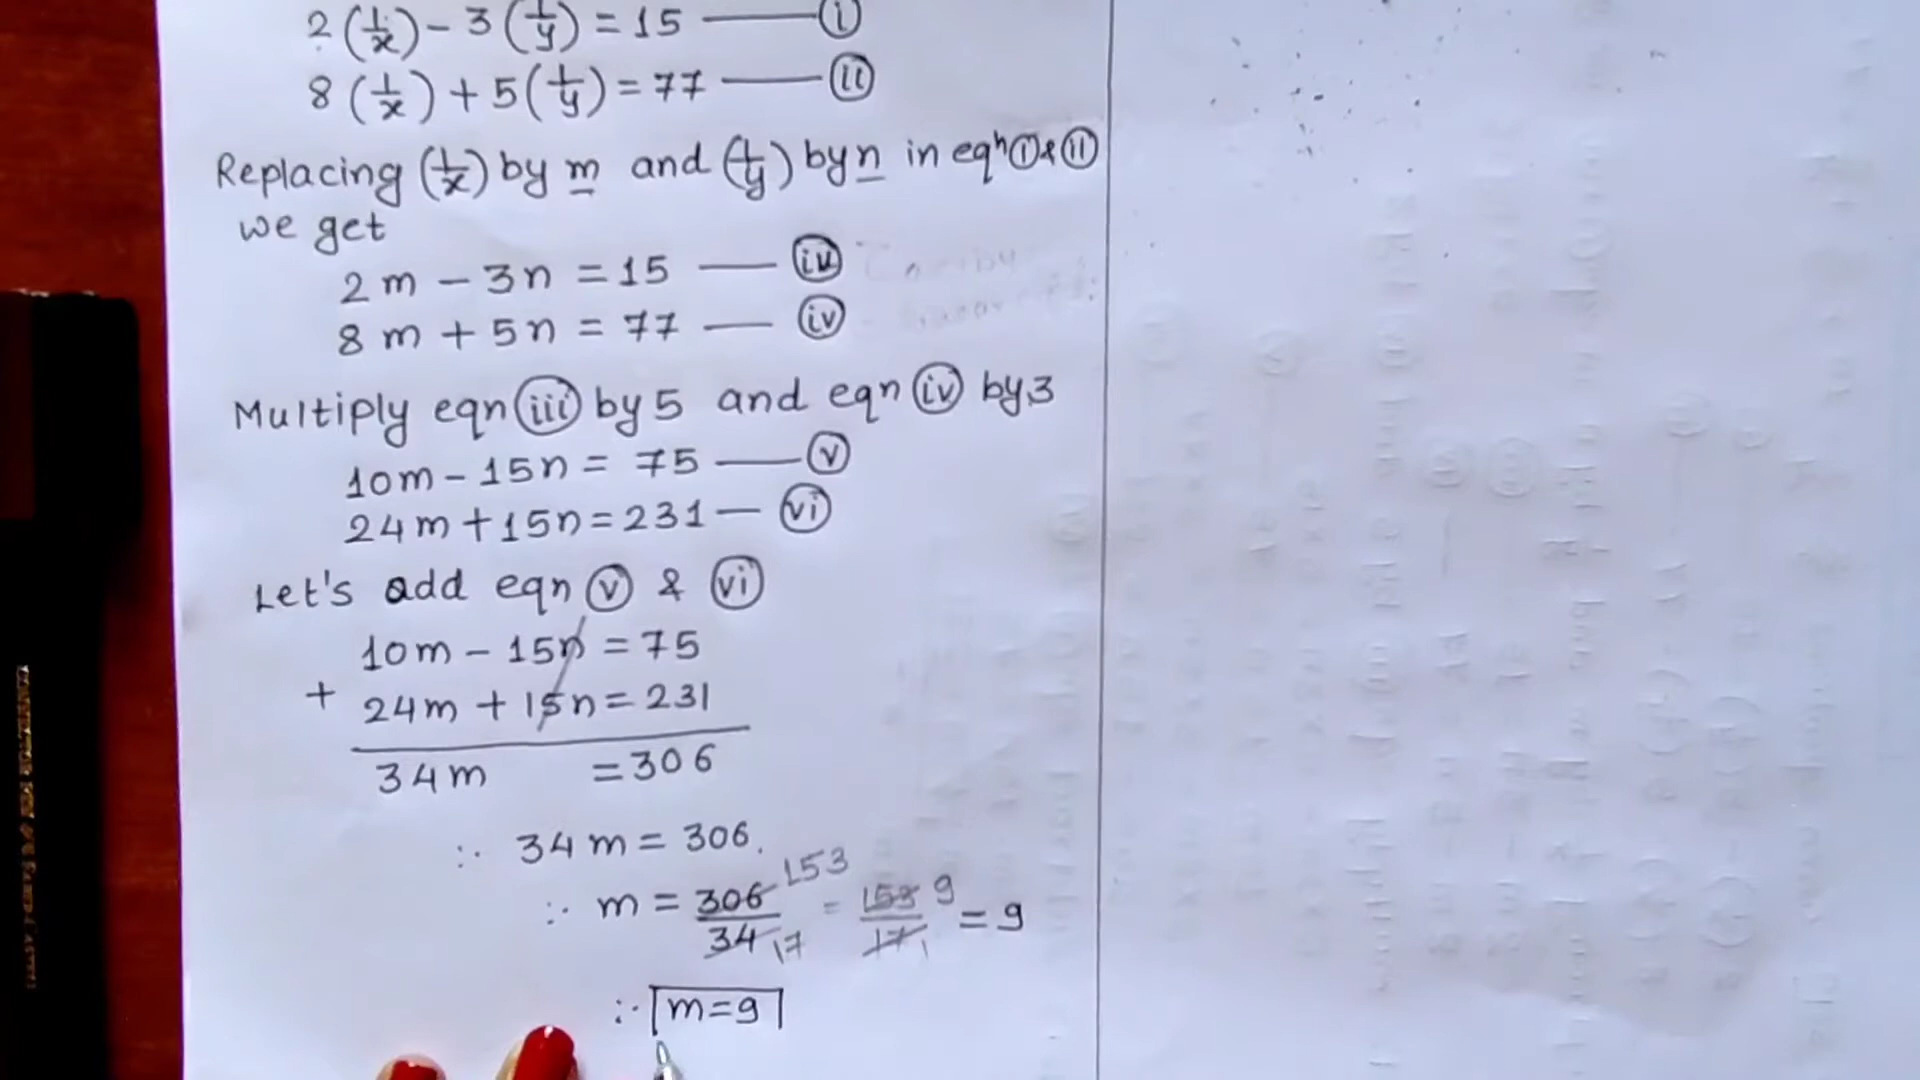 2(1/x) - 3(1/y) = 15 —— (i)
8(1/x) + 5(1/y) = 77 —— (ii)
Replacing (1/x) by m and (1/y) by n in eqn (i) & (ii)
we get
2m - 3n = 15 —— (iii)
8m + 5n = 77 —— (iv)
Multiply eqn (iii) by 5 and eqn (iv) by 3
10m - 15n = 75 —— (v)
24m + 15n = 231 — (vi)
Let's add eqn (v) & (vi)
10m - 15n = 75
+ 24m + 15n = 231
34m = 306
∴ 34m = 306.
∴ m = 306/34 153 17 = 153/17 9 1 = 9
∴ m = 9